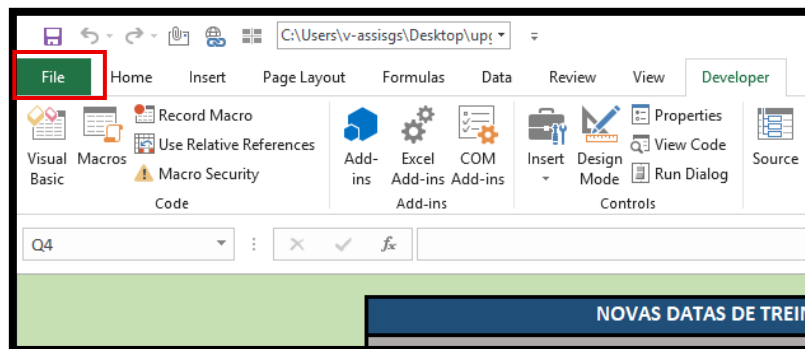 C:\Users\v-assisgs\Desktop\upg
File Home Insert Page Layout Formulas Data Review View Developer
Visual Basic
Macros
Record Macro
Use Relative References
Macro Security
Code
Add-ins
Excel Add-ins
COM Add-ins
Add-ins
Insert
Design Mode
Properties
View Code
Run Dialog
Controls
Source
Q4
fx
NOVAS DATAS DE TREI